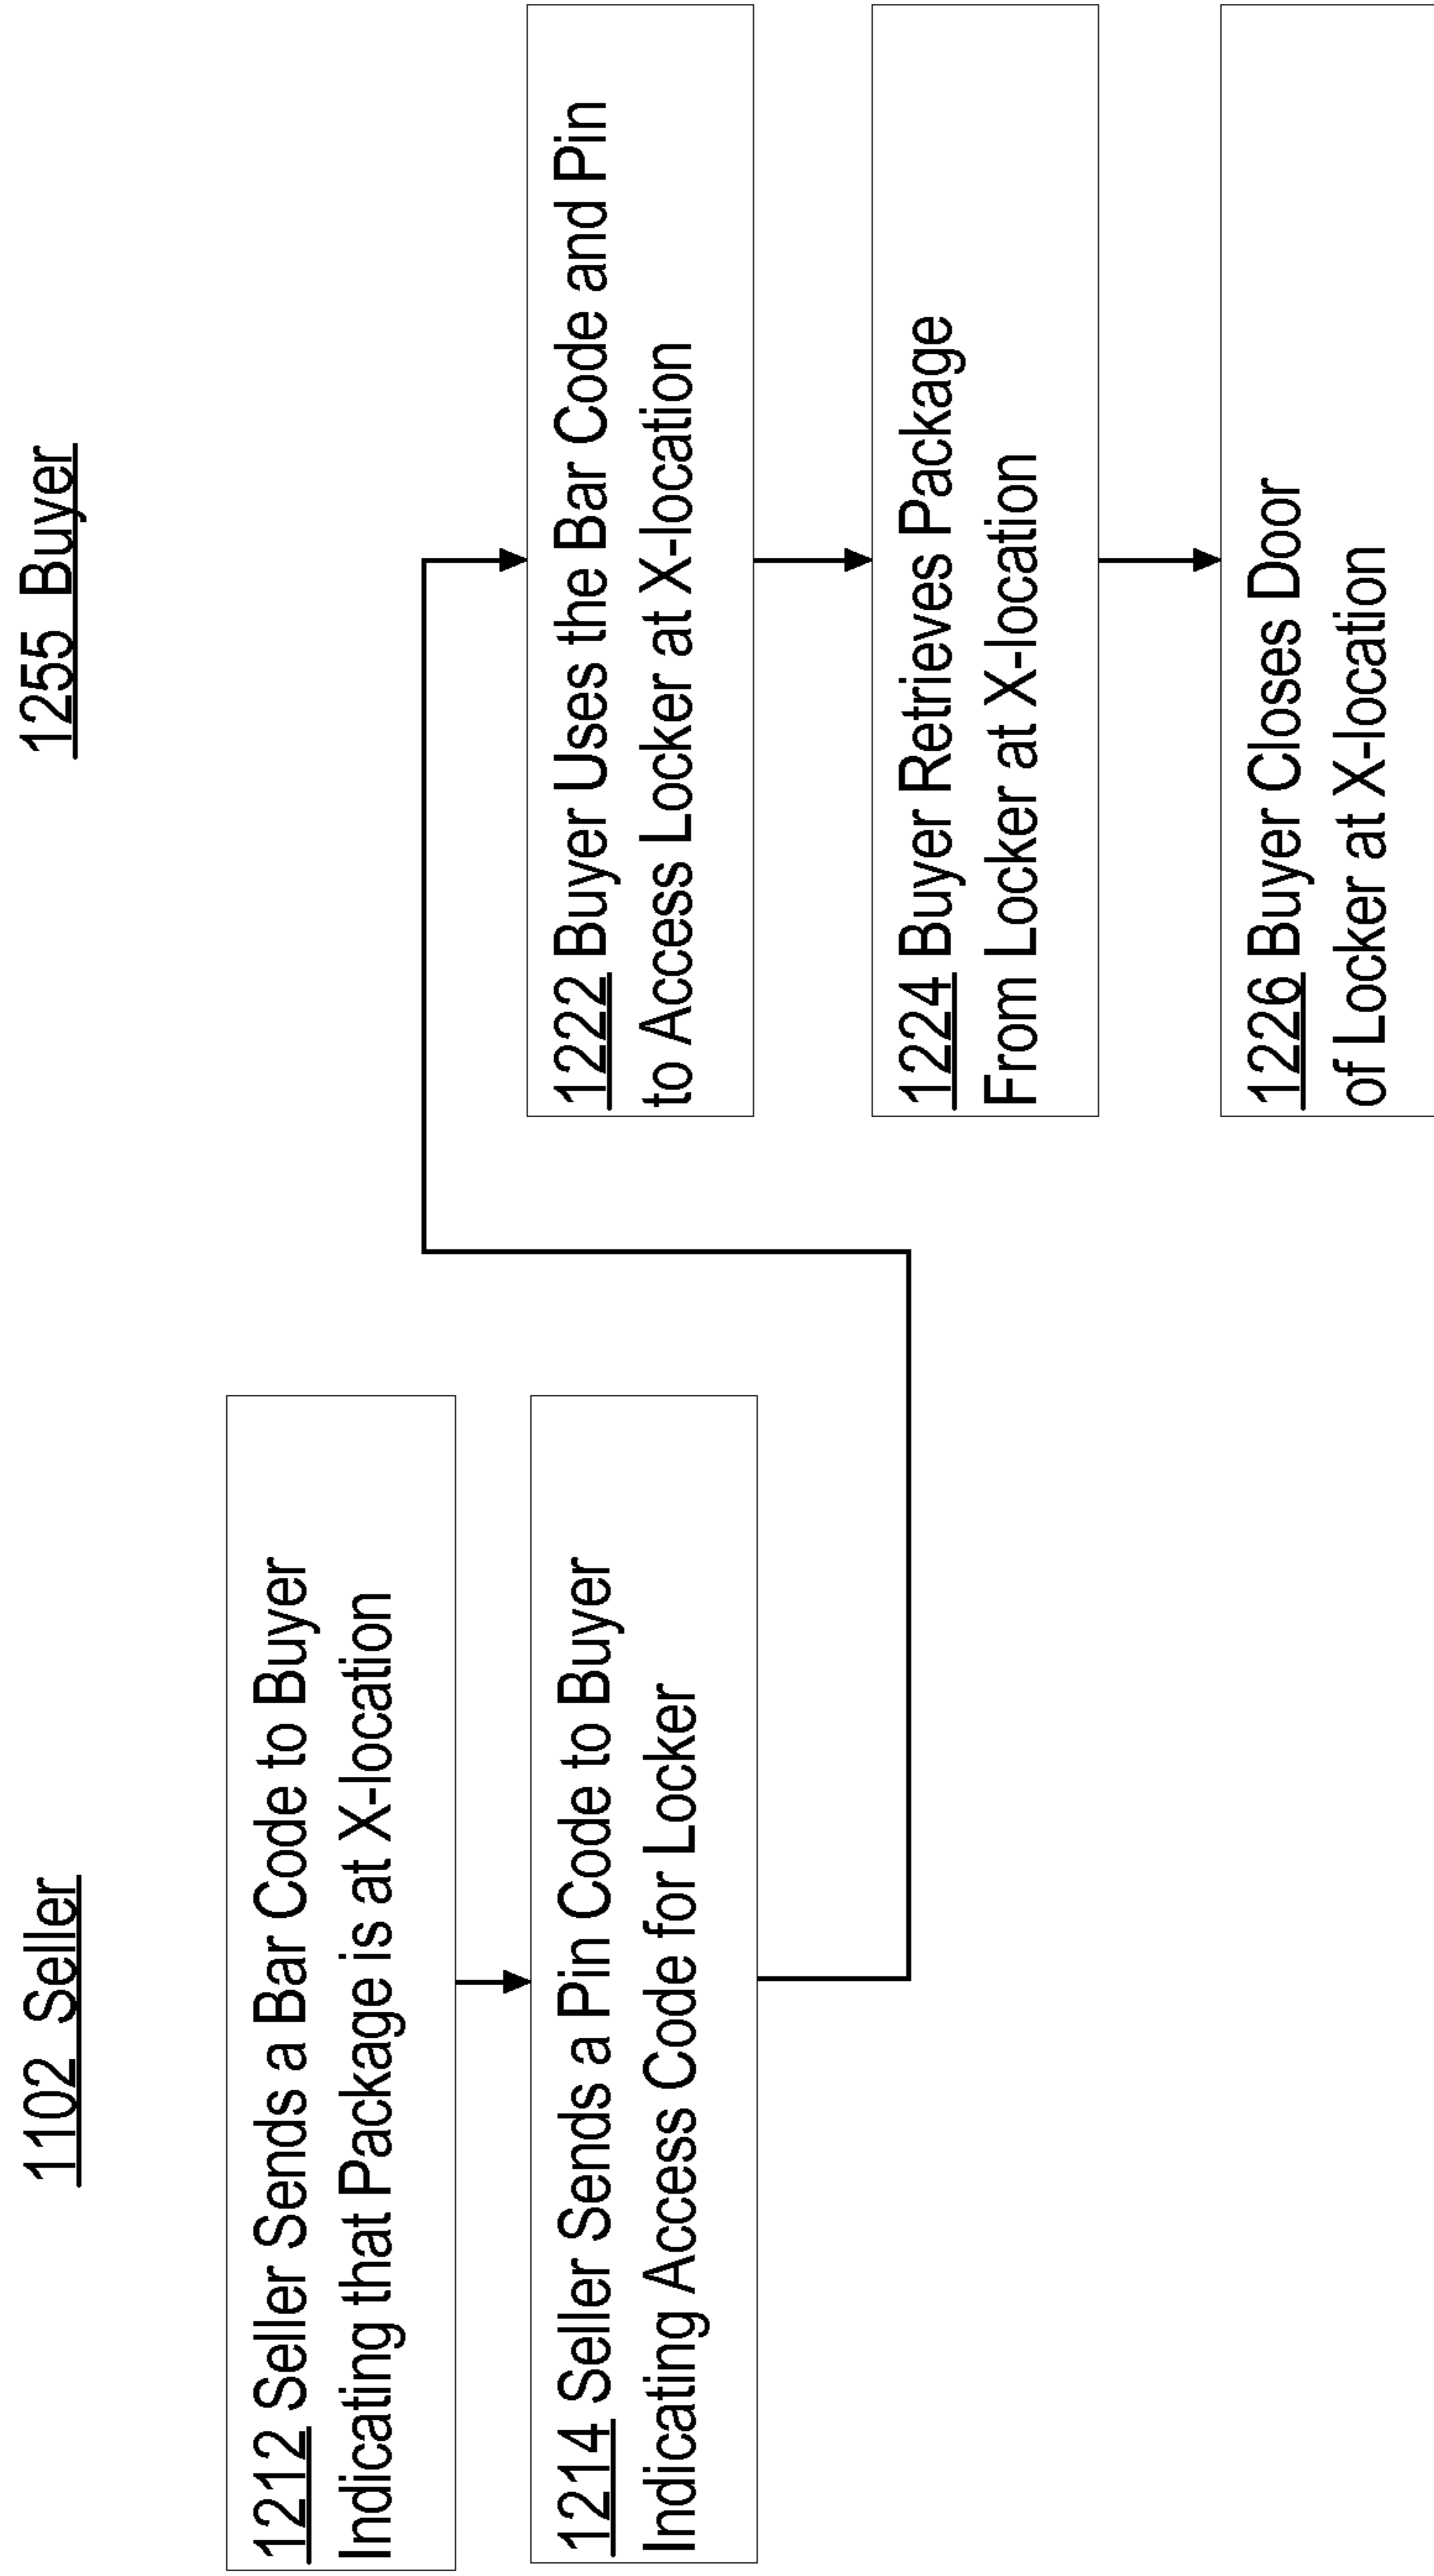 1102 Seller
1255 Buyer
1212 Seller Sends a Bar Code to Buyer
Indicating that Package is at X-location
1214 Seller Sends a Pin Code to Buyer
Indicating Access Code for Locker
1222 Buyer Uses the Bar Code and Pin
to Access Locker at X-location
1224 Buyer Retrieves Package
From Locker at X-location
1226 Buyer Closes Door
of Locker at X-location